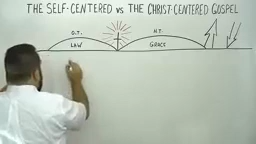 THE SELF-CENTERED vs THE CHRIST-CENTERED GOSPEL
O.T. N.T.
LAW GRACE